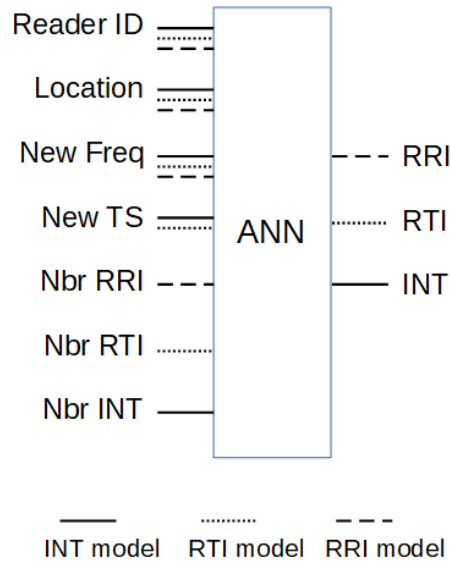 Reader ID
Location
New Freq
New TS
Nbr RRI
Nbr RTI
Nbr INT
ANN
RRI
RTI
INT
INT model RTI model RRI model